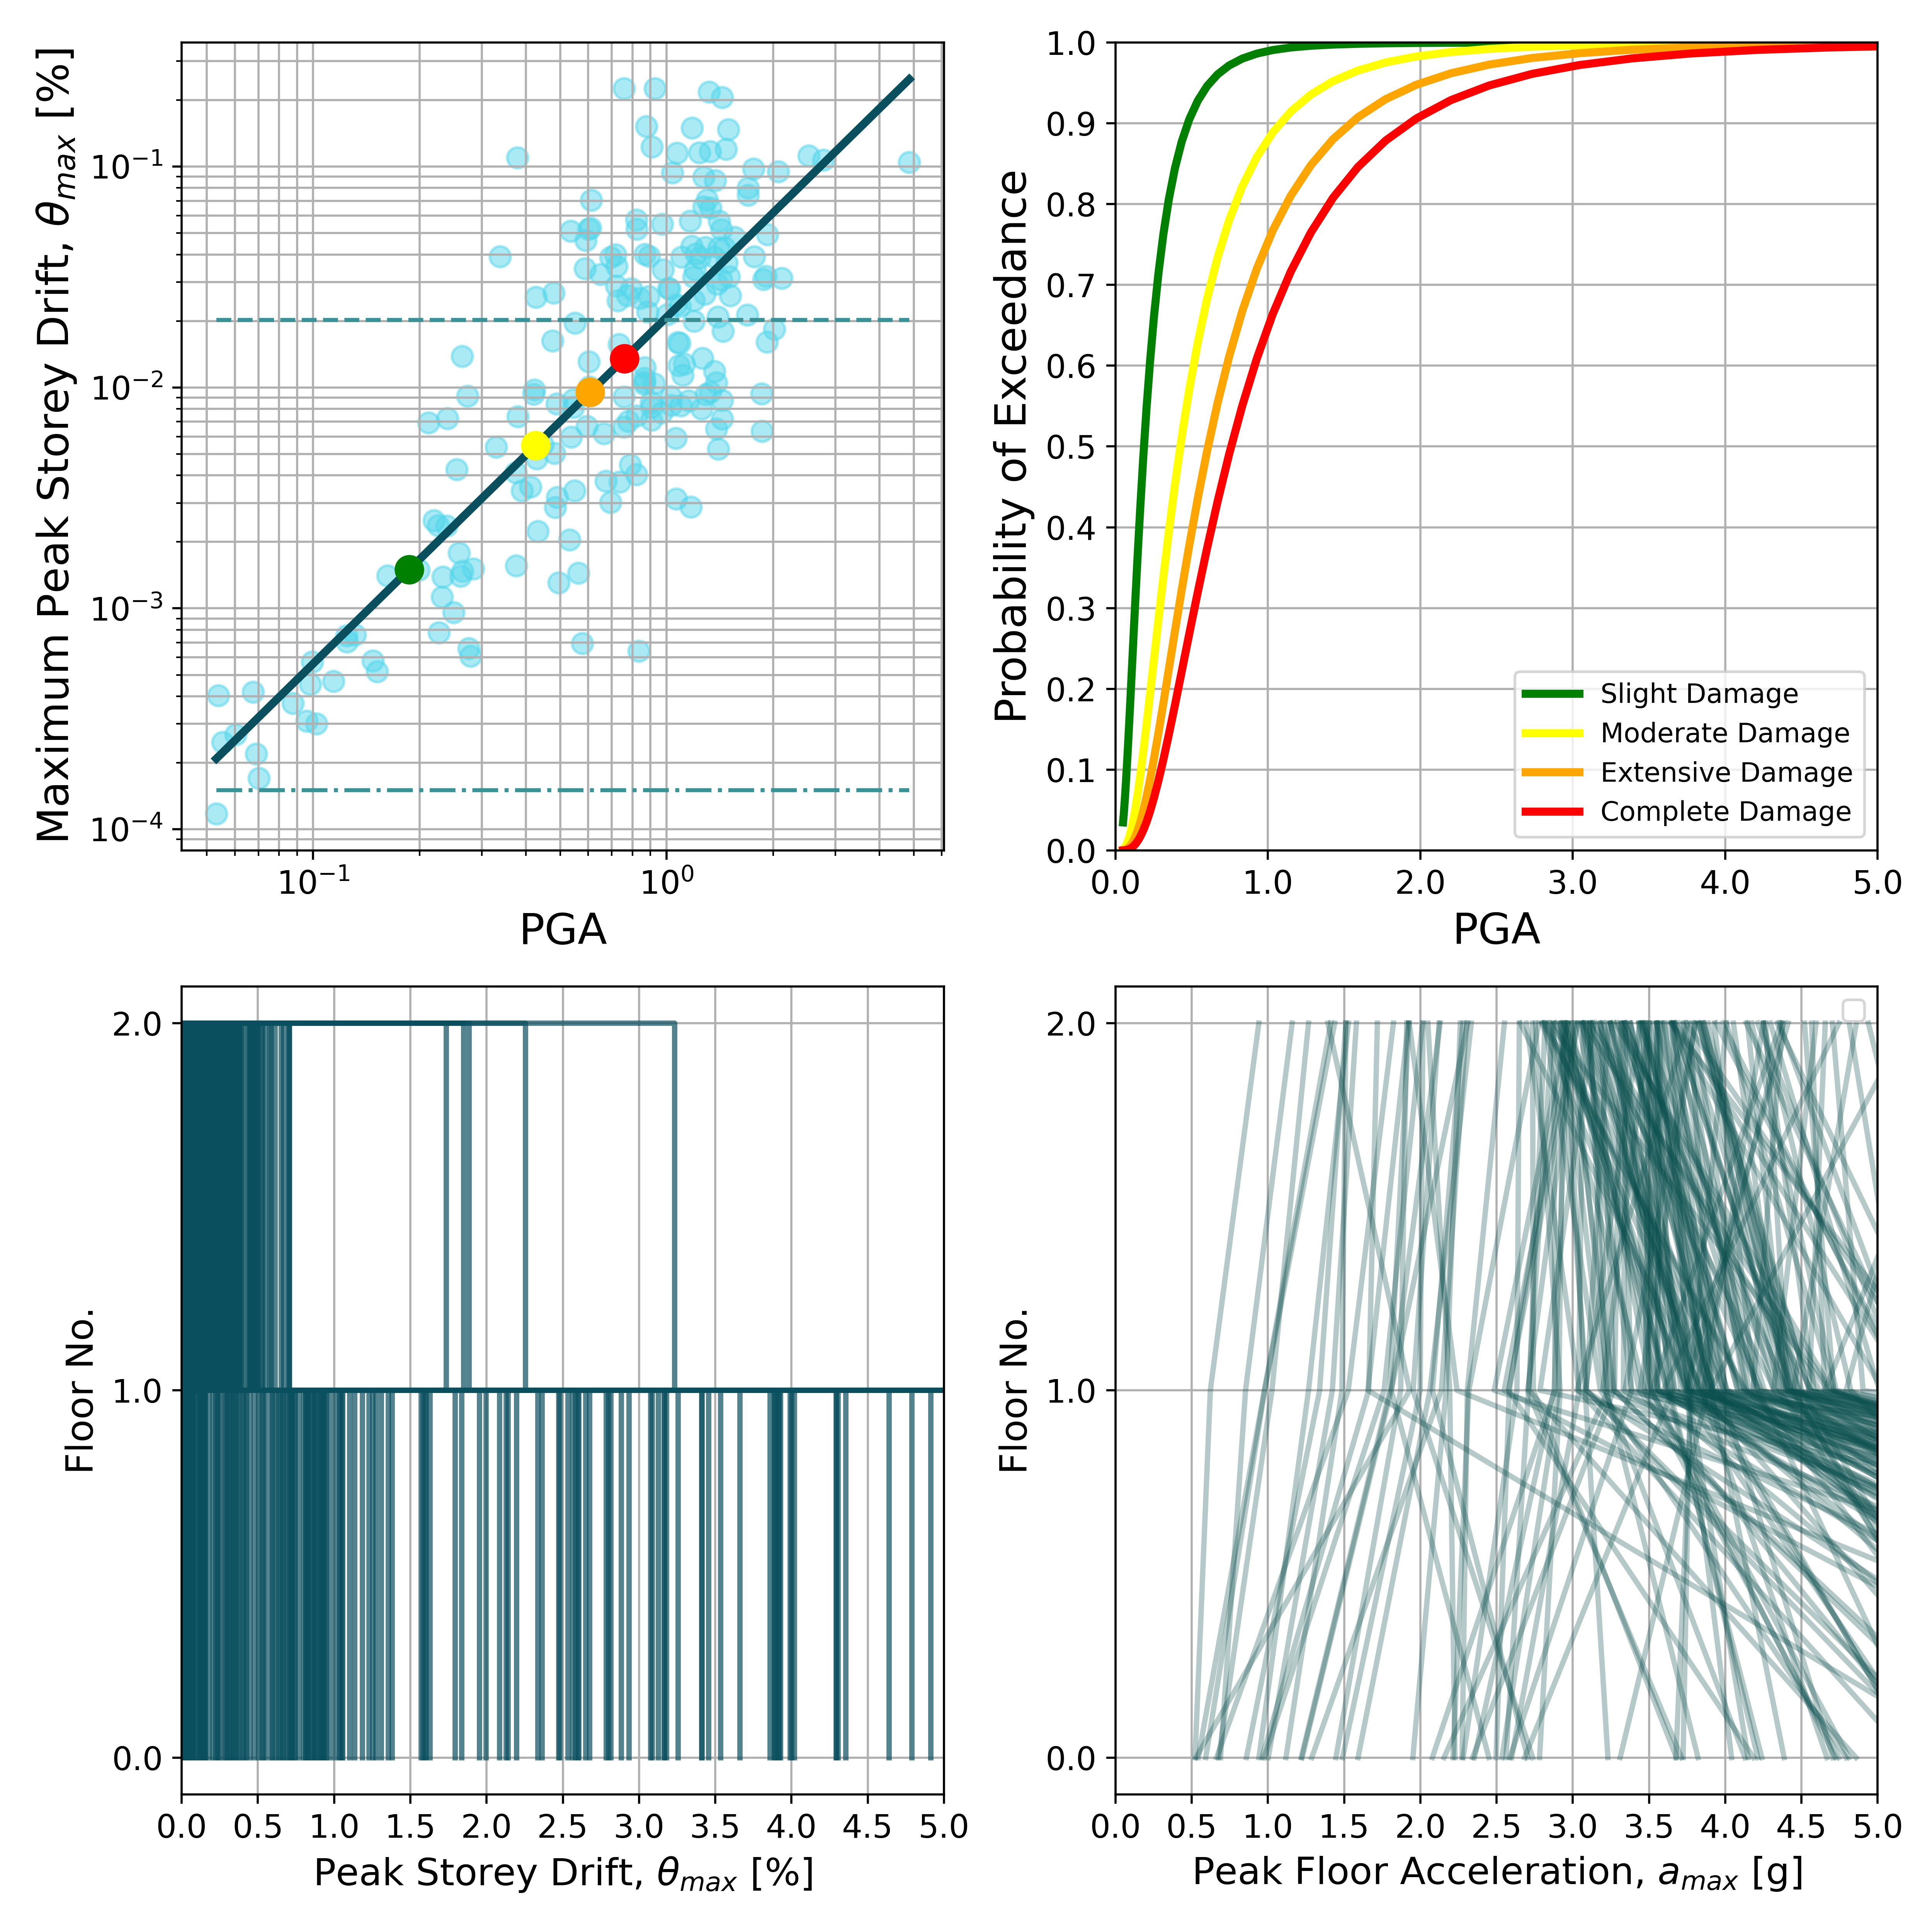 Maximum Peak Storey Drift, θmax [%]
10⁻¹
10⁻²
10⁻³
10⁻⁴
10⁻¹ 10⁰
PGA
Probability of Exceedance
1.0
0.9
0.8
0.7
0.6
0.5
0.4
0.3
0.2
0.1
0.0
Slight Damage
Moderate Damage
Extensive Damage
Complete Damage
0.0 1.0 2.0 3.0 4.0 5.0
PGA
Floor No.
2.0
1.0
0.0
0.0 0.5 1.0 1.5 2.0 2.5 3.0 3.5 4.0 4.5 5.0
Peak Storey Drift, θmax [%]
Floor No.
2.0
1.0
0.0
0.0 0.5 1.0 1.5 2.0 2.5 3.0 3.5 4.0 4.5 5.0
Peak Floor Acceleration, amax [g]